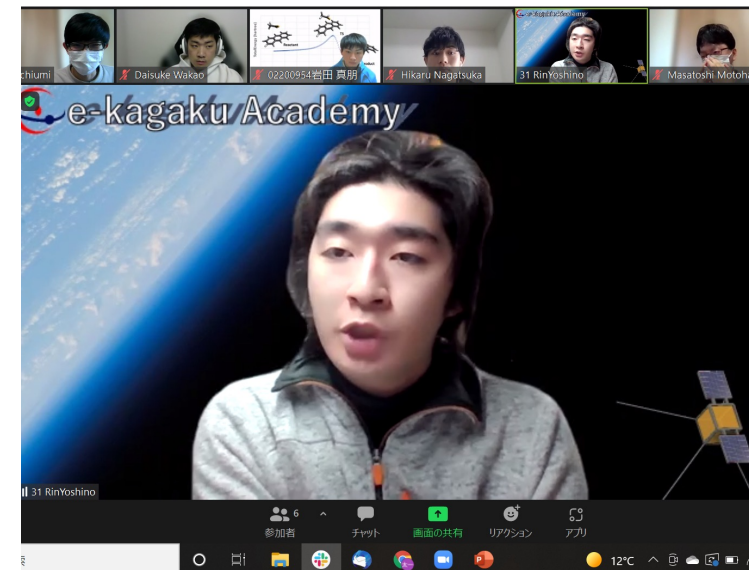 e-kagaku Academy
chiumi
Daisuke Wakao
02200954岩田 真朋
Hikaru Nagatsuka
31 RinYoshino
Masatoshi Motoha
e-kagaku Academy
31 RinYoshino
6
参加者
チャット
画面の共有
リアクション
アプリ
12°C